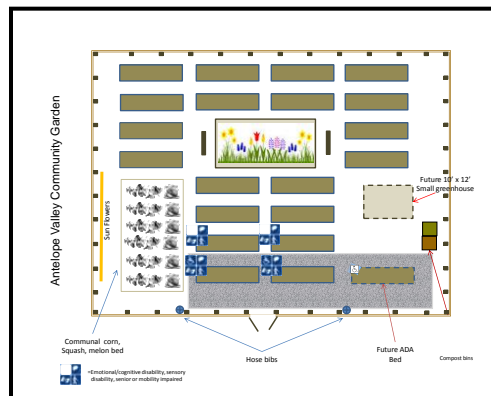 Antelope Valley Community Garden
Sun Flowers
Future 10' x 12'
Small greenhouse
Communal corn,
Squash, melon bed
Hose bibs
Future ADA
Bed
Compost bins
=Emotional/cognitive disability, sensory
disability, senior or mobility impaired